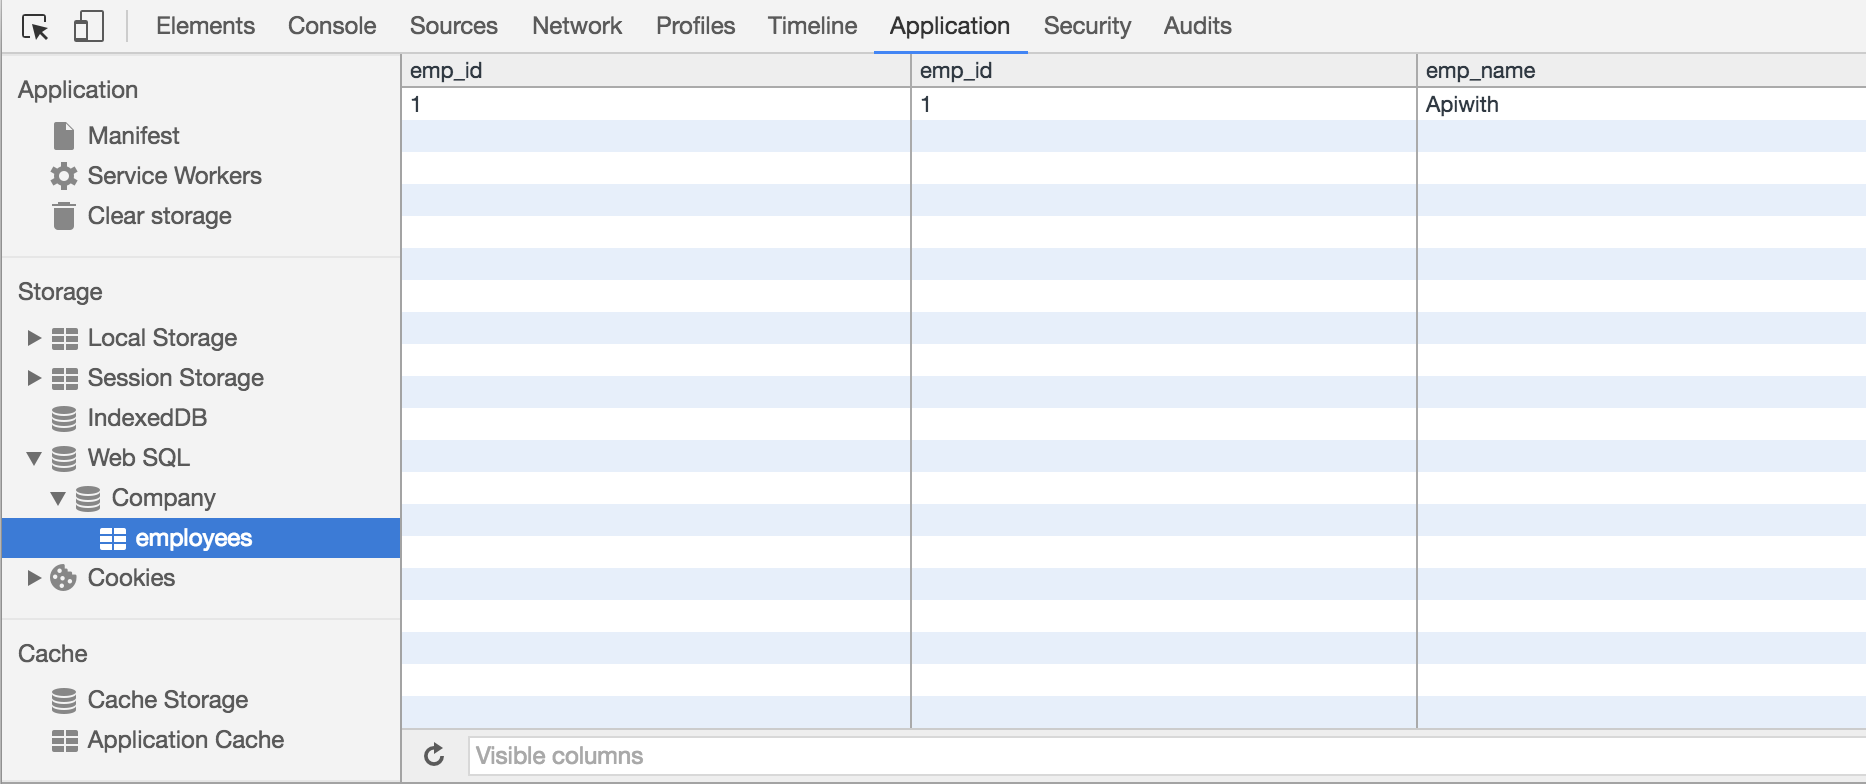 Elements Console Sources Network Profiles Timeline Application Security Audits
Application
Manifest
Service Workers
Clear storage
Storage
Local Storage
Session Storage
IndexedDB
Web SQL
Company
employees
Cookies
Cache
Cache Storage
Application Cache
emp_id emp_id emp_name
1 1 Apiwith
Visible columns